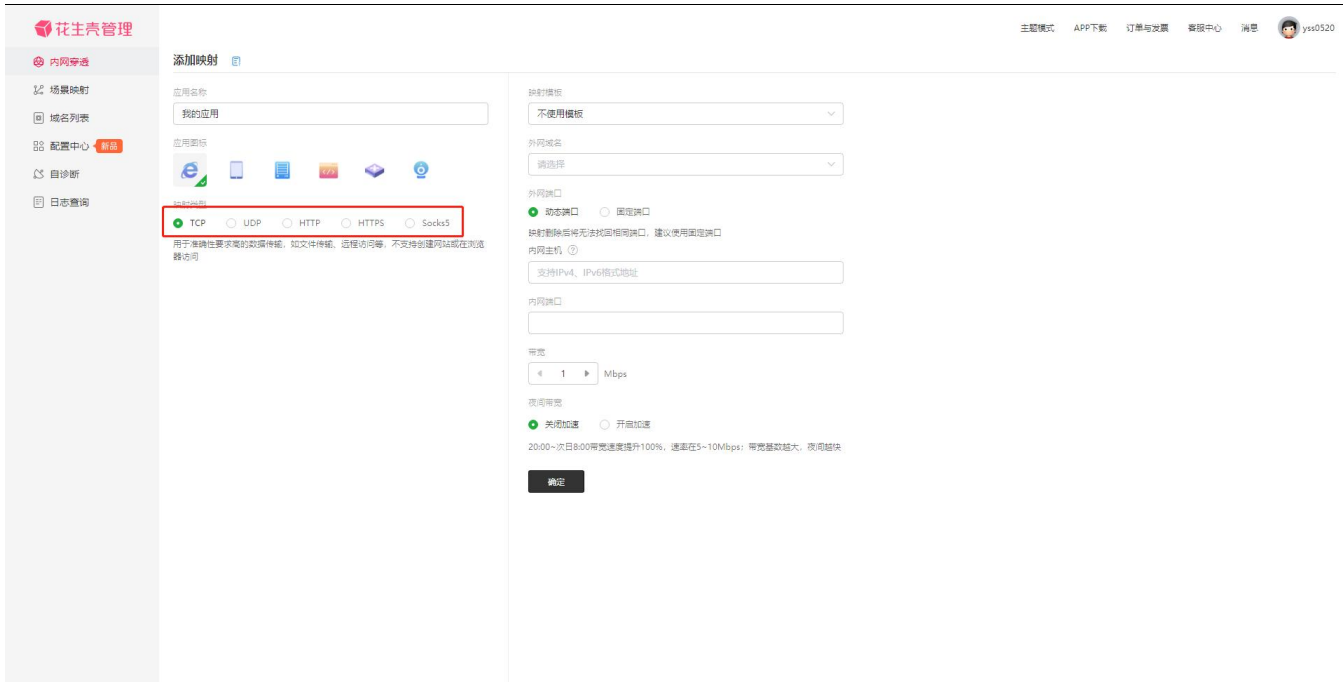 花生壳管理
主题模式 APP下载 订单与发票 客服中心 消息 yss0520
内网穿透
场景映射
域名列表
配置中心 新品
自诊断
日志查询
添加映射
应用名称
我的应用
应用图标
映射类型
TCP UDP HTTP HTTPS Socks5
用于准确性要求高的数据传输，如文件传输、远程访问等，不支持创建网站或在浏览
器访问
映射模板
不使用模板
外网域名
请选择
外网端口
动态端口 固定端口
映射删除后将无法找回相同端口，建议使用固定端口
内网主机 ?
支持IPv4、IPv6格式地址
内网端口
带宽
1 Mbps
夜间带宽
关闭加速 开启加速
20:00~次日8:00带宽速度提升100%，速率在5~10Mbps；带宽基数越大，夜间越快
确定